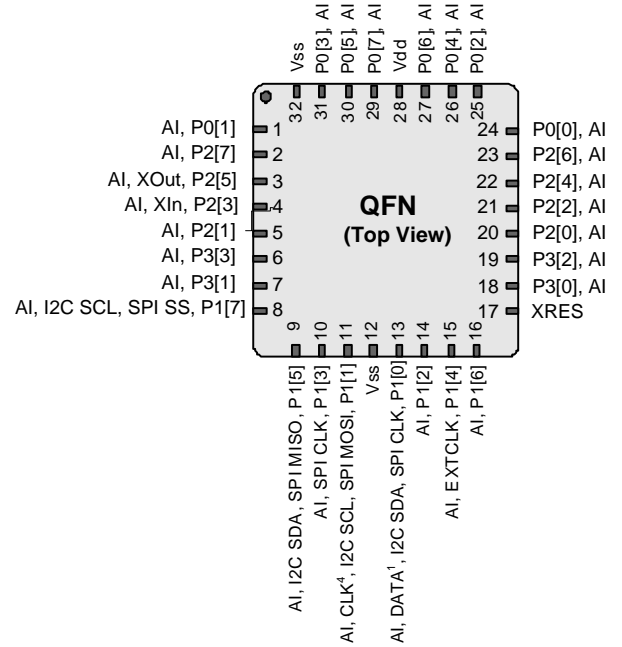 Vss
P0[3], AI
P0[5], AI
P0[7], AI
Vdd
P0[6], AI
P0[4], AI
P0[2], AI
32
31
30
29
28
27
26
25
AI, P0[1] 1
AI, P2[7] 2
AI, XOut, P2[5] 3
AI, XIn, P2[3] 4
AI, P2[1] 5
AI, P3[3] 6
AI, P3[1] 7
AI, I2C SCL, SPI SS, P1[7] 8
QFN
(Top View)
24 P0[0], AI
23 P2[6], AI
22 P2[4], AI
21 P2[2], AI
20 P2[0], AI
19 P3[2], AI
18 P3[0], AI
17 XRES
9
10
11
12
13
14
15
16
AI, I2C SDA, SPI MISO, P1[5]
AI, SPI CLK, P1[3]
AI, CLK⁴, I2C SCL, SPI MOSI, P1[1]
Vss
AI, DATA¹, I2C SDA, SPI CLK, P1[0]
AI, P1[2]
AI, EXTCLK, P1[4]
AI, P1[6]